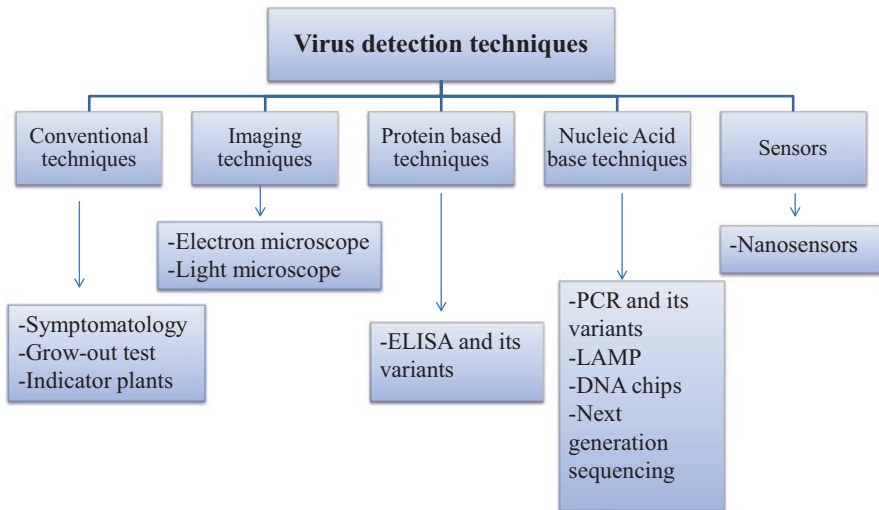 Virus detection techniques
Conventional
techniques
Imaging
techniques
Protein based
techniques
Nucleic Acid
base techniques
Sensors
-Symptomatology
-Grow-out test
-Indicator plants
-Electron microscope
-Light microscope
-ELISA and its
variants
-PCR and its
variants
-LAMP
-DNA chips
-Next
generation
sequencing
-Nanosensors